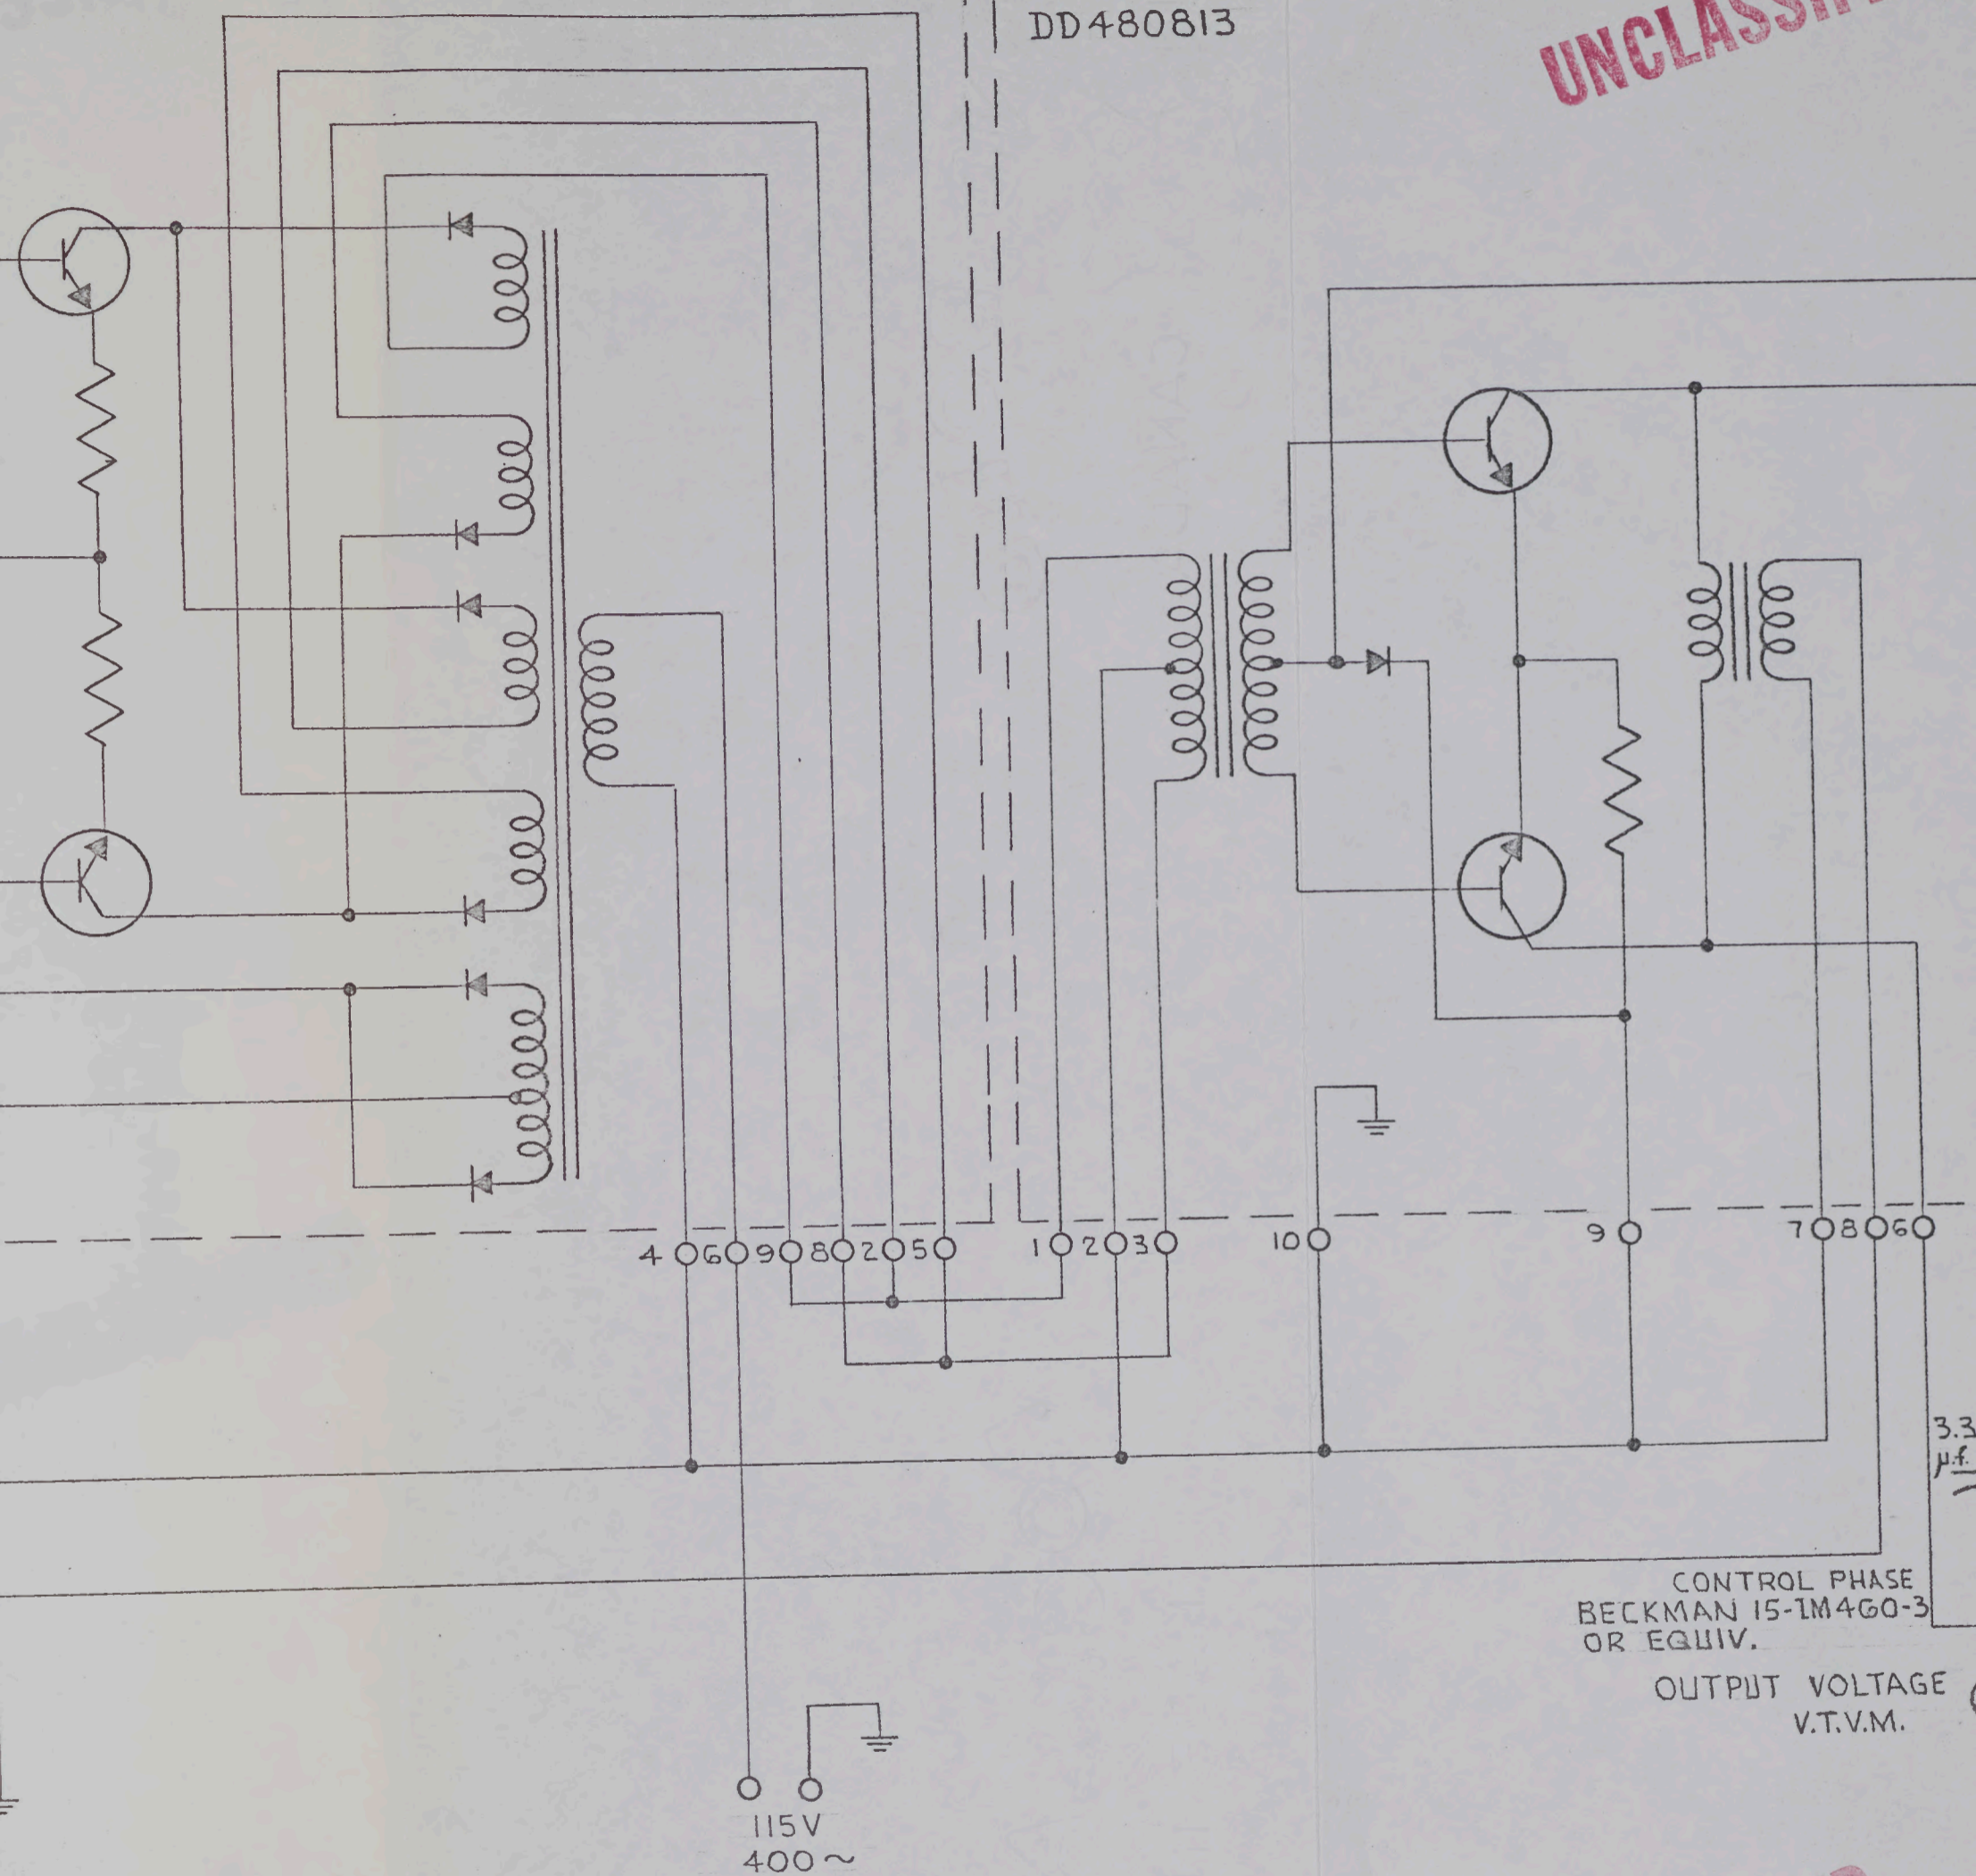 DD480813
4 6 9 8 2 5 1 2 3 10 9 7 8 6
3.3
μf.
CONTROL PHASE
BECKMAN 15-1M460-3
OR EQUIV.
OUTPUT VOLTAGE
V.T.V.M.
115V
400~